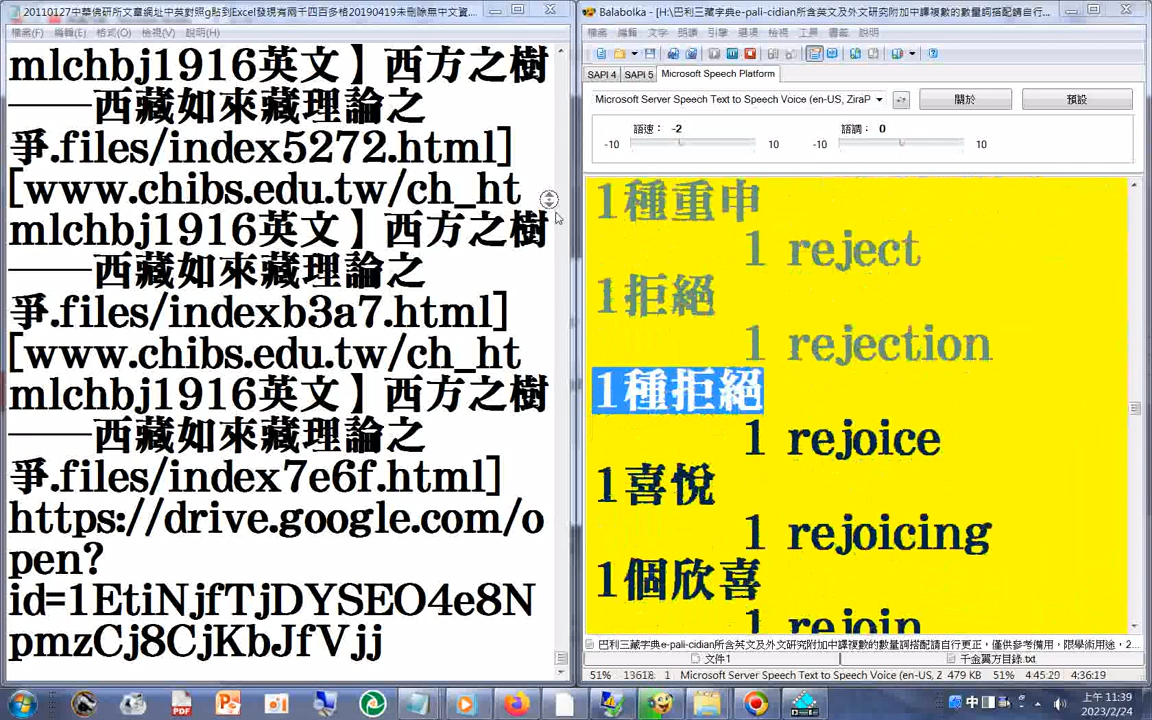 20110127中華佛研所文章網址中英對照g點到Excel發現有兩千四百多格20190419未刪除無中文資...
檔案(F) 編輯(E) 格式(O) 檢視(V) 說明(H)
mlchbj1916英文】西方之樹
——西藏如來藏理論之
爭.files/index5272.html]
[www.chibs.edu.tw/ch_ht
mlchbj1916英文】西方之樹
——西藏如來藏理論之
爭.files/indexb3a7.html]
[www.chibs.edu.tw/ch_ht
mlchbj1916英文】西方之樹
——西藏如來藏理論之
爭.files/index7e6f.html]
https://drive.google.com/o
pen?
id=1EtiNjfTjDYSEO4e8N
pmzCj8CjKbJfVjj
Balabolka - [H:\巴利三藏字典e-pali-cidian所含英文及外文研究附加中譯複數的數量詞搭配請自行...
檔案 編輯 文字 朗讀 引擎 選項 檢視 工具 書籤 說明
SAPI 4 SAPI 5 Microsoft Speech Platform
Microsoft Server Speech Text to Speech Voice (en-US, ZiraP
關於
預設
語速： -2
語調： 0
-10 10 -10 10
1種重申
1 reject
1拒絕
1 rejection
1種拒絕
1 rejoice
1喜悅
1 rejoicing
1個欣喜
1 rejoin
巴利三藏字典e-pali-cidian所含英文及外文研究附加中譯複數的數量詞搭配請自行更正，僅供參考備用，限學術用途，2...
文件1
千金翼方目錄.txt
51% 13618 Microsoft Server Speech Text to Speech V... 479 KB 51% 4:45:20 4:36:19
中
上午 11:39
2023/2/24